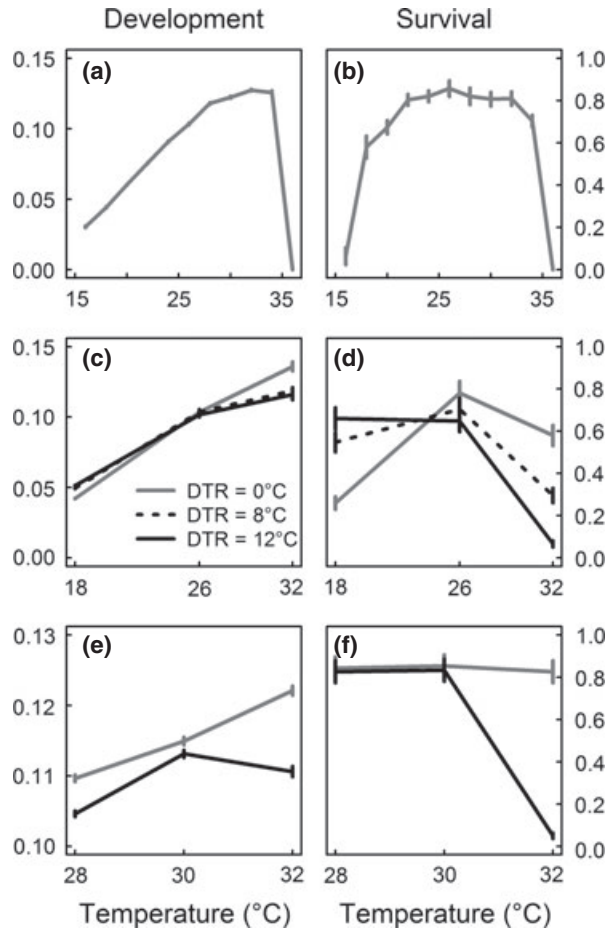 Development Survival
(a) (b)
0.15 1.0
0.10 0.8
0.6
0.05 0.4
0.2
0.00 0.0
15 25 35 15 25 35
(c) (d)
0.15 1.0
0.10 0.8
0.6
0.05 0.4
0.2
0.00 0.0
DTR = 0°C
DTR = 8°C
DTR = 12°C
18 26 32 18 26 32
(e) (f)
0.13 1.0
0.12 0.8
0.6
0.11 0.4
0.2
0.10 0.0
28 30 32 28 30 32
Temperature (°C) Temperature (°C)